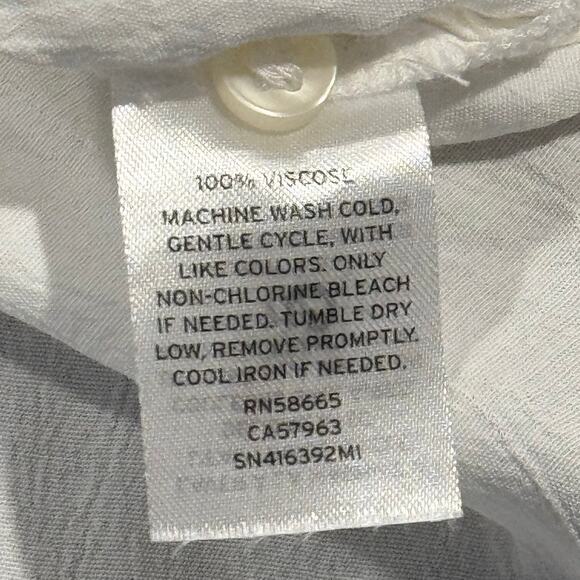 100% VISCOSE
MACHINE WASH COLD,
GENTLE CYCLE, WITH
LIKE COLORS. ONLY
NON-CHLORINE BLEACH
IF NEEDED. TUMBLE DRY
LOW, REMOVE PROMPTLY.
COOL IRON IF NEEDED.
RN58665
CA57963
SN416392M1